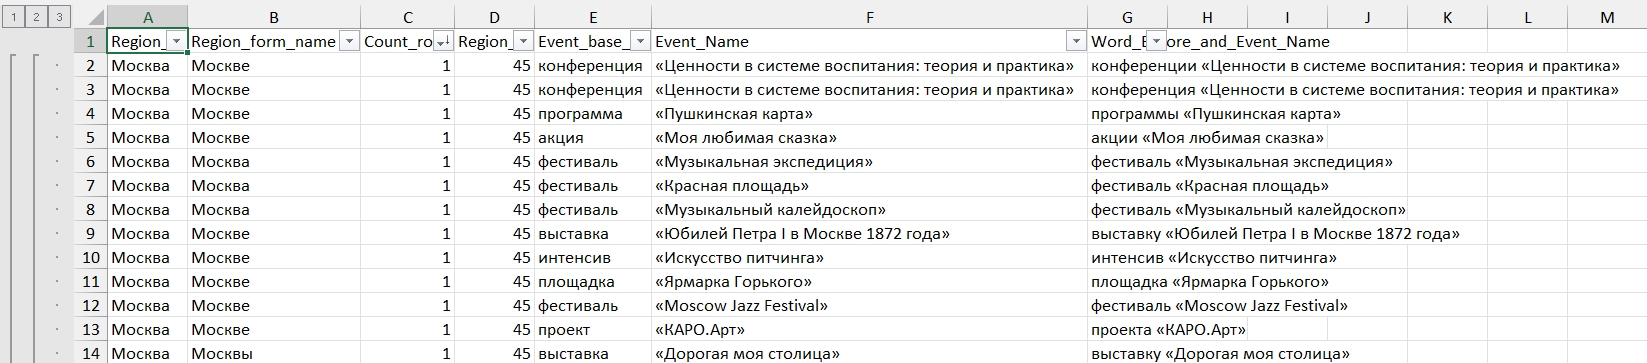 1 2 3 A B C D E F G H I J K L M
1 Region_ Region_form_name Count_ro Region_ Event_base_ Event_Name Word_B ore_and_Event_Name
2 Москва Москве 1 45 конференция «Ценности в системе воспитания: теория и практика» конференции «Ценности в системе воспитания: теория и практика»
3 Москва Москве 1 45 конференция «Ценности в системе воспитания: теория и практика» конференция «Ценности в системе воспитания: теория и практика»
4 Москва Москве 1 45 программа «Пушкинская карта» программы «Пушкинская карта»
5 Москва Москве 1 45 акция «Моя любимая сказка» акции «Моя любимая сказка»
6 Москва Москва 1 45 фестиваль «Музыкальная экспедиция» фестиваль «Музыкальная экспедиция»
7 Москва Москва 1 45 фестиваль «Красная площадь» фестиваль «Красная площадь»
8 Москва Москва 1 45 фестиваль «Музыкальный калейдоскоп» фестиваль «Музыкальный калейдоскоп»
9 Москва Москве 1 45 выставка «Юбилей Петра I в Москве 1872 года» выставку «Юбилей Петра I в Москве 1872 года»
10 Москва Москве 1 45 интенсив «Искусство питчинга» интенсив «Искусство питчинга»
11 Москва Москве 1 45 площадка «Ярмарка Горького» площадка «Ярмарка Горького»
12 Москва Москве 1 45 фестиваль «Moscow Jazz Festival» фестиваль «Moscow Jazz Festival»
13 Москва Москве 1 45 проект «КАРО.Арт» проекта «КАРО.Арт»
14 Москва Москвы 1 45 выставка «Дорогая моя столица» выставку «Дорогая моя столица»